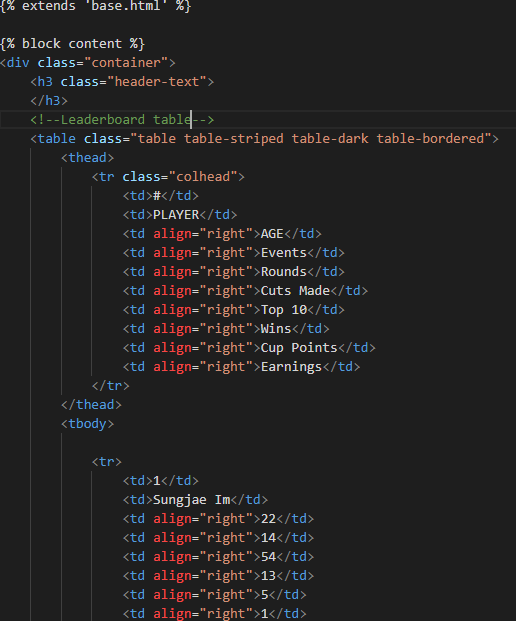 {% extends 'base.html' %}
{% block content %}
<div class="container">
<h3 class="header-text">
</h3>
<!--Leaderboard table-->
<table class="table table-striped table-dark table-bordered">
<thead>
<tr class="colhead">
<td>#</td>
<td>PLAYER</td>
<td align="right">AGE</td>
<td align="right">Events</td>
<td align="right">Rounds</td>
<td align="right">Cuts Made</td>
<td align="right">Top 10</td>
<td align="right">Wins</td>
<td align="right">Cup Points</td>
<td align="right">Earnings</td>
</tr>
</thead>
<tbody>
<tr>
<td>1</td>
<td>Sungjae Im</td>
<td align="right">22</td>
<td align="right">14</td>
<td align="right">54</td>
<td align="right">13</td>
<td align="right">5</td>
<td align="right">1</td>